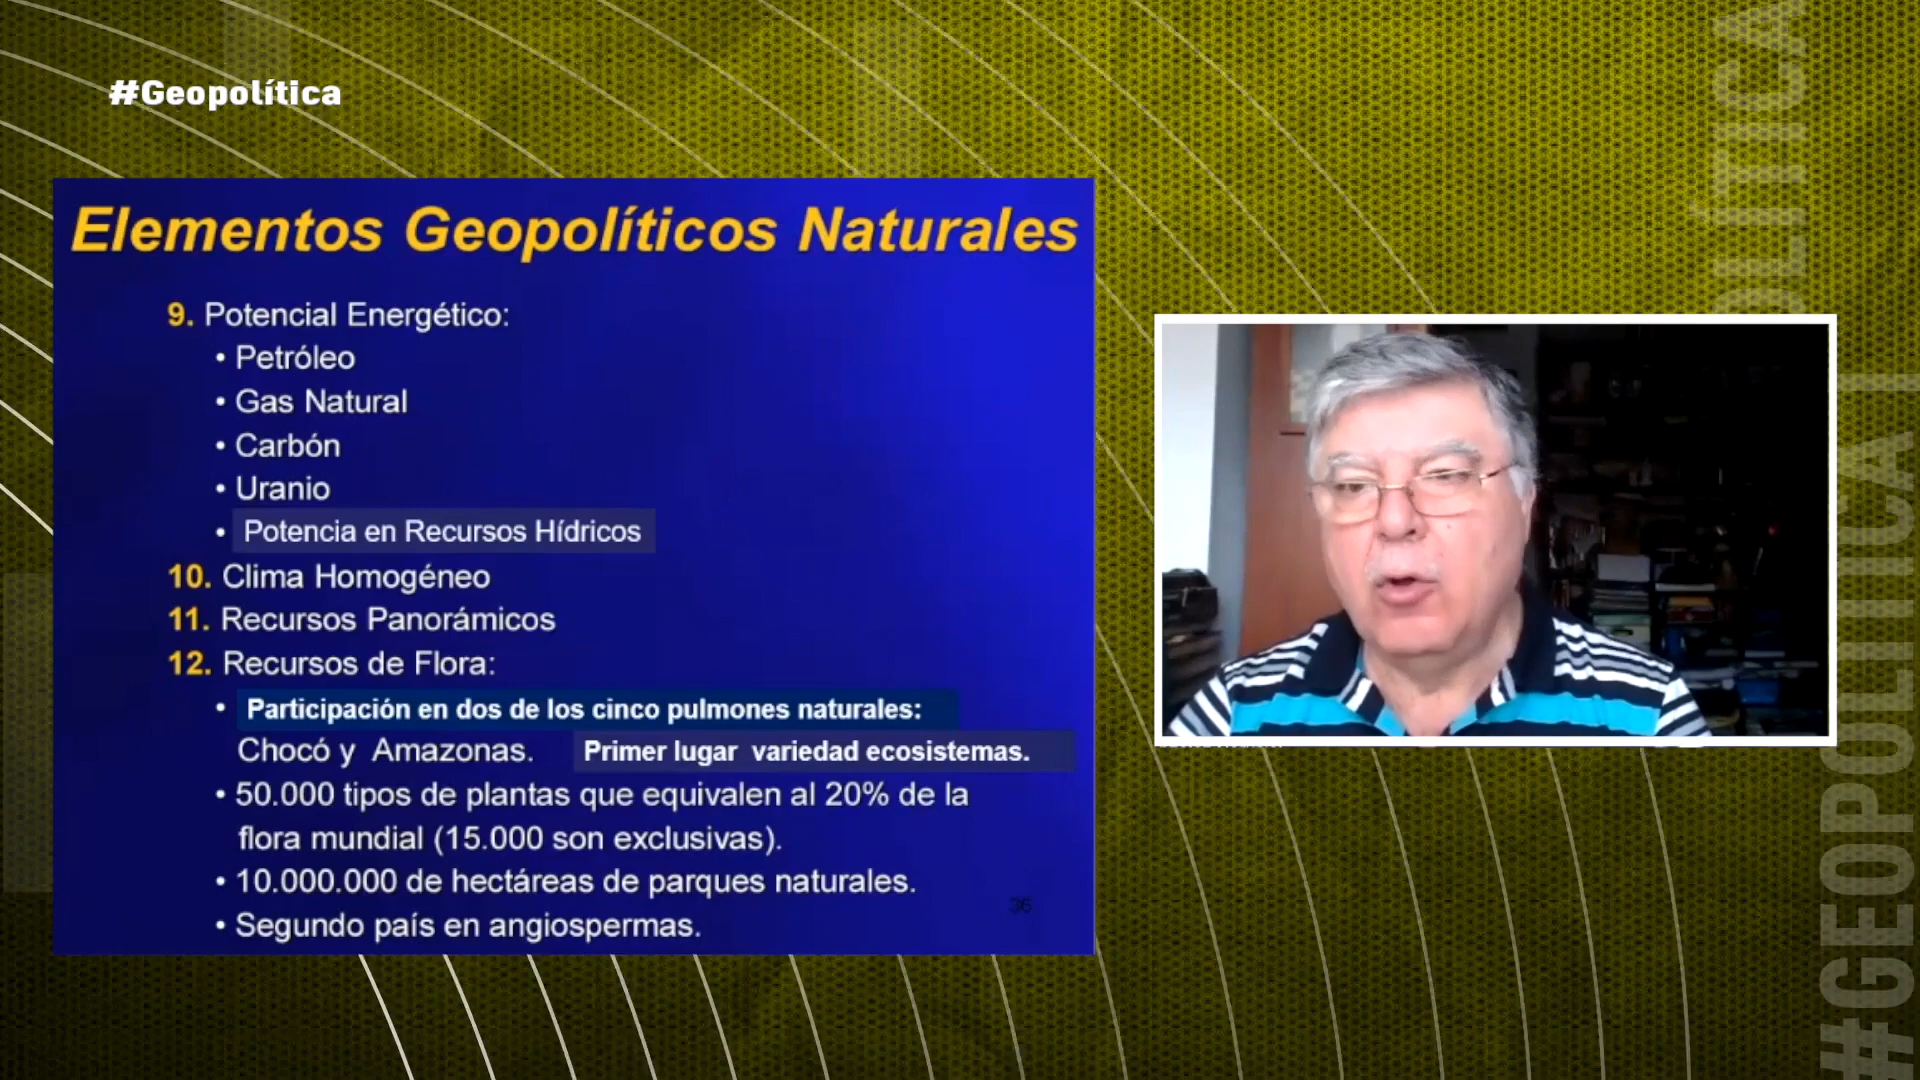 #Geopolítica
Elementos Geopolíticos Naturales
9. Potencial Energético:
• Petróleo
• Gas Natural
• Carbón
• Uranio
• Potencia en Recursos Hídricos
10. Clima Homogéneo
11. Recursos Panorámicos
12. Recursos de Flora:
• Participación en dos de los cinco pulmones naturales:
Chocó y Amazonas. Primer lugar variedad ecosistemas.
• 50.000 tipos de plantas que equivalen al 20% de la
flora mundial (15.000 son exclusivas).
• 10.000.000 de hectáreas de parques naturales.
• Segundo país en angiospermas.
36
OLÍTICA
#GEOPOLÍTICA |